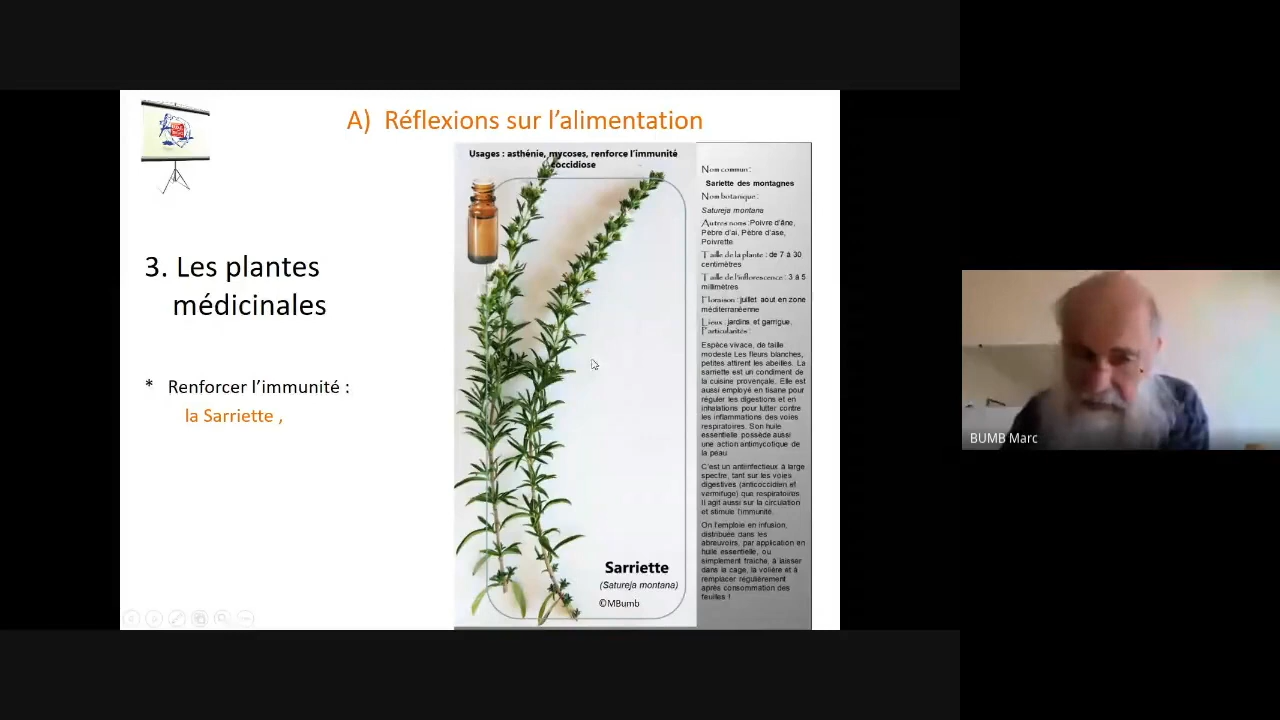 A) Réflexions sur l'alimentation
3. Les plantes
médicinales
* Renforcer l'immunité :
la Sarriette ,
Usages : asthénie, mycoses, renforce l'immunité
coccidiose
Sarriette
(Satureja montana)
©MBumb
Nom commun :
Sariette des montagnes
Nom botanique :
Satureja montana
Autres noms : Poivre d'âne,
Pèbre d'ai, Pèbre d'ase,
Poivrette
Taille de la plante : de 7 à 30
centimètres
Taille de l'inflorescence : 3 à 5
millimètres
Floraison : juillet aout en zone
méditerranéenne
Lieux : jardins et garrigue,
Particularités :
Espèce vivace, de taille
modeste Les fleurs blanches,
petites attirent les abeilles. La
sarriette est un condiment de
la cuisine provençale. Elle est
aussi employé en tisane pour
réguler les digestions et en
inhalations pour lutter contre
les inflammations des voies
respiratoires. Son huile
essentielle possède aussi
une action antimycotique de
la peau
C'est un antiinfectieux à large
spectre, tant sur les voies
digestives (anticoccidien et
vermifuge) que respiratoires
Il agit aussi sur la circulation
et stimule l'immunité.
On l'emploie en infusion,
distribuée dans les
abreuvoirs, par application en
huile essentielle, ou
simplement fraiche, à laisser
dans la cage, la volière et à
remplacer régulièrement
après consommation des
feuilles !
BUMB Marc